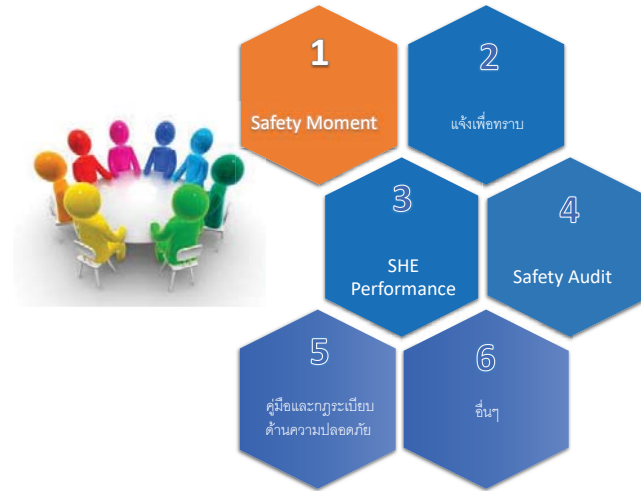 1
Safety Moment
2
แจ้งเพื่อทราบ
3
SHE
Performance
4
Safety Audit
5
คู่มือและกฎระเบียบ
ด้านความปลอดภัย
6
อื่นๆ